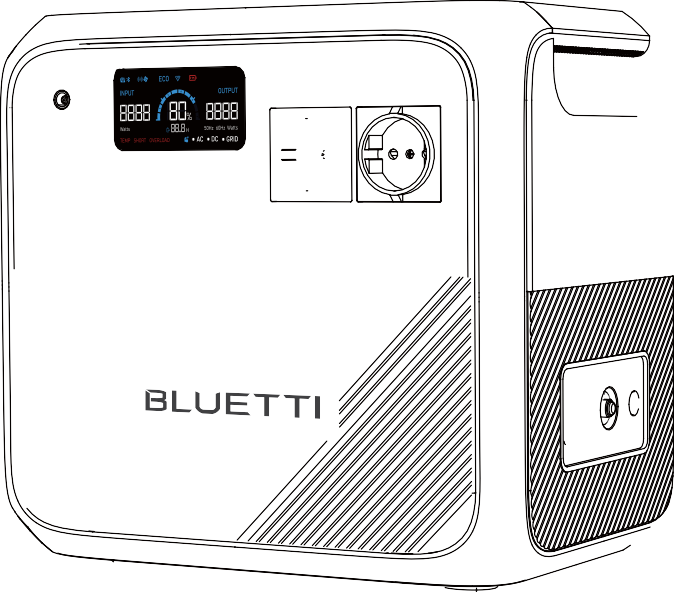 ECO
INPUT OUTPUT
8888 80% 8888
Watts 88.8 H 50Hz 60Hz Watts
AC DC GRID
BLUETTI